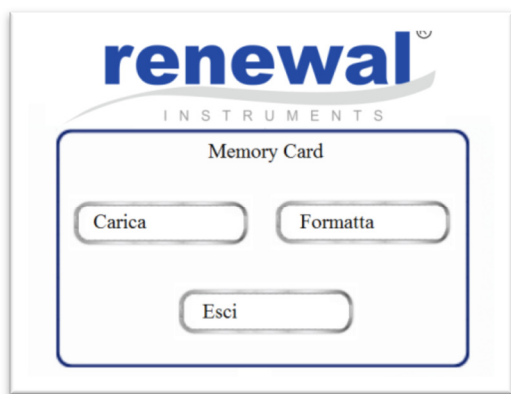 renewal®
INSTRUMENTS
Memory Card
Carica Formatta
Esci